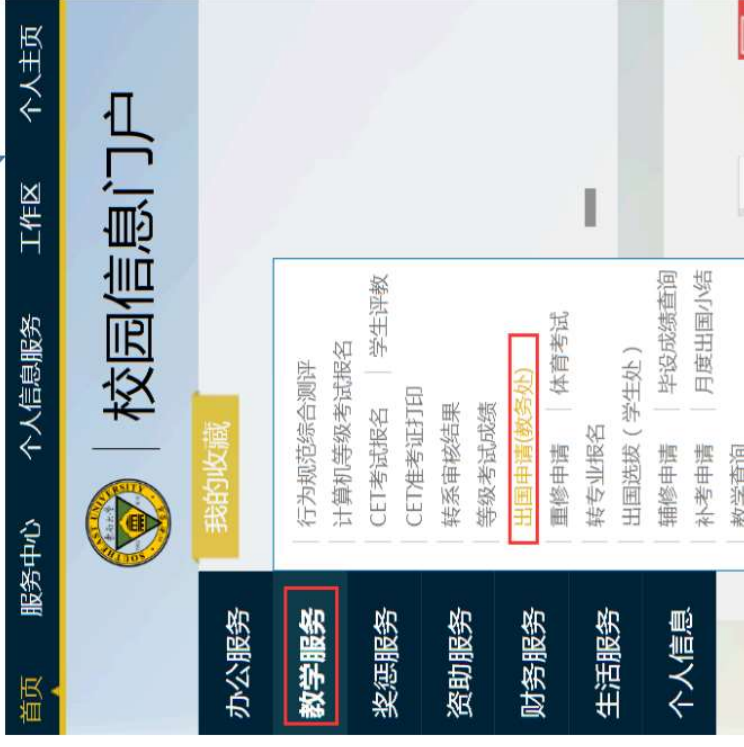 首页 服务中心 个人信息服务 工作区 个人主页
SOUTHEAST UNIVERSITY
校园信息门户
我的收藏
办公服务
教学服务
奖惩服务
资助服务
财务服务
生活服务
个人信息
行为规范综合测评
计算机等级考试报名
CET考试报名 学生评教
CET准考证打印
转系审核结果
等级考试成绩
出国申请(教务处)
重修申请 体育考试
转专业报名
出国选拔（学生处）
辅修申请 毕设成绩查询
补考申请 月度出国小结
教学查询